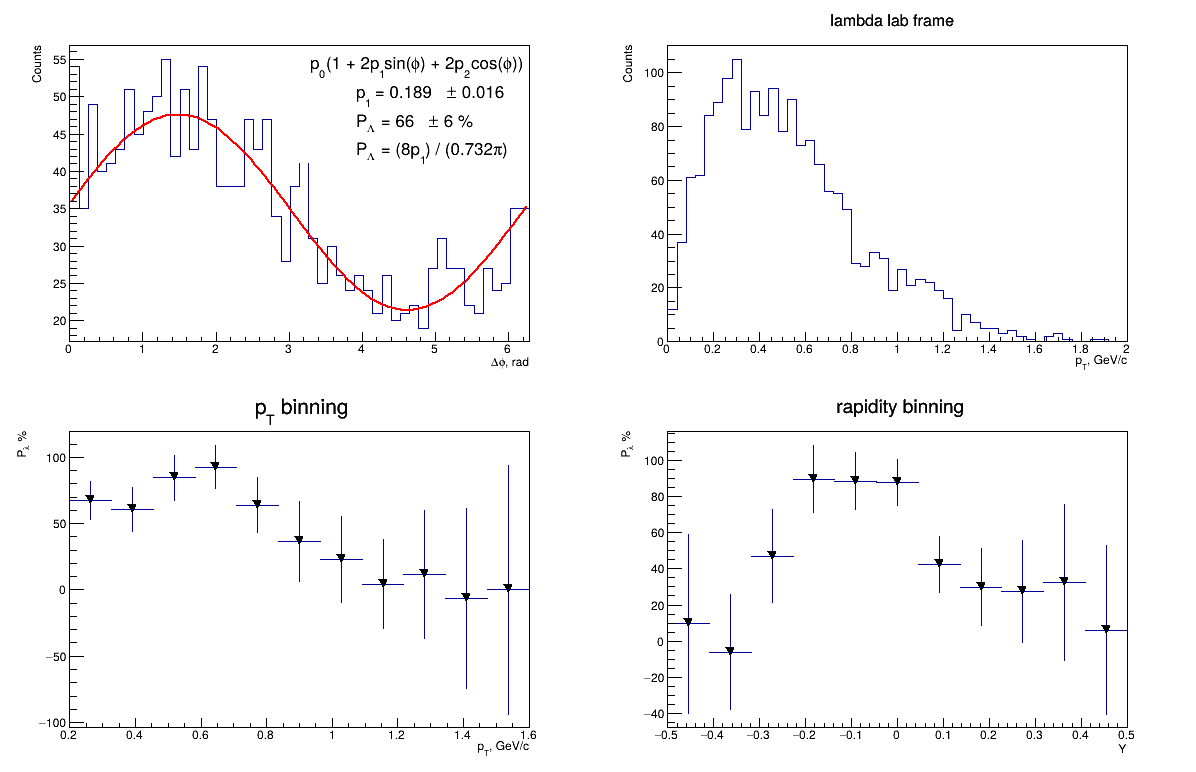 Counts
55
50
45
40
35
30
25
20
0 1 2 3 4 5 6
Δϕ, rad
p0(1 + 2p1sin(ϕ) + 2p2cos(ϕ))
p1 = 0.189 ± 0.016
PΛ = 66 ± 6 %
PΛ = (8p1) / (0.732π)
lambda lab frame
Counts
100
80
60
40
20
0
0 0.2 0.4 0.6 0.8 1 1.2 1.4 1.6 1.8 2
pT, GeV/c
pT binning
Pλ %
100
50
0
−50
−100
0.2 0.4 0.6 0.8 1 1.2 1.4 1.6
pT, GeV/c
rapidity binning
Pλ %
100
80
60
40
20
0
−20
−40
−0.5 −0.4 −0.3 −0.2 −0.1 0 0.1 0.2 0.3 0.4 0.5
Y